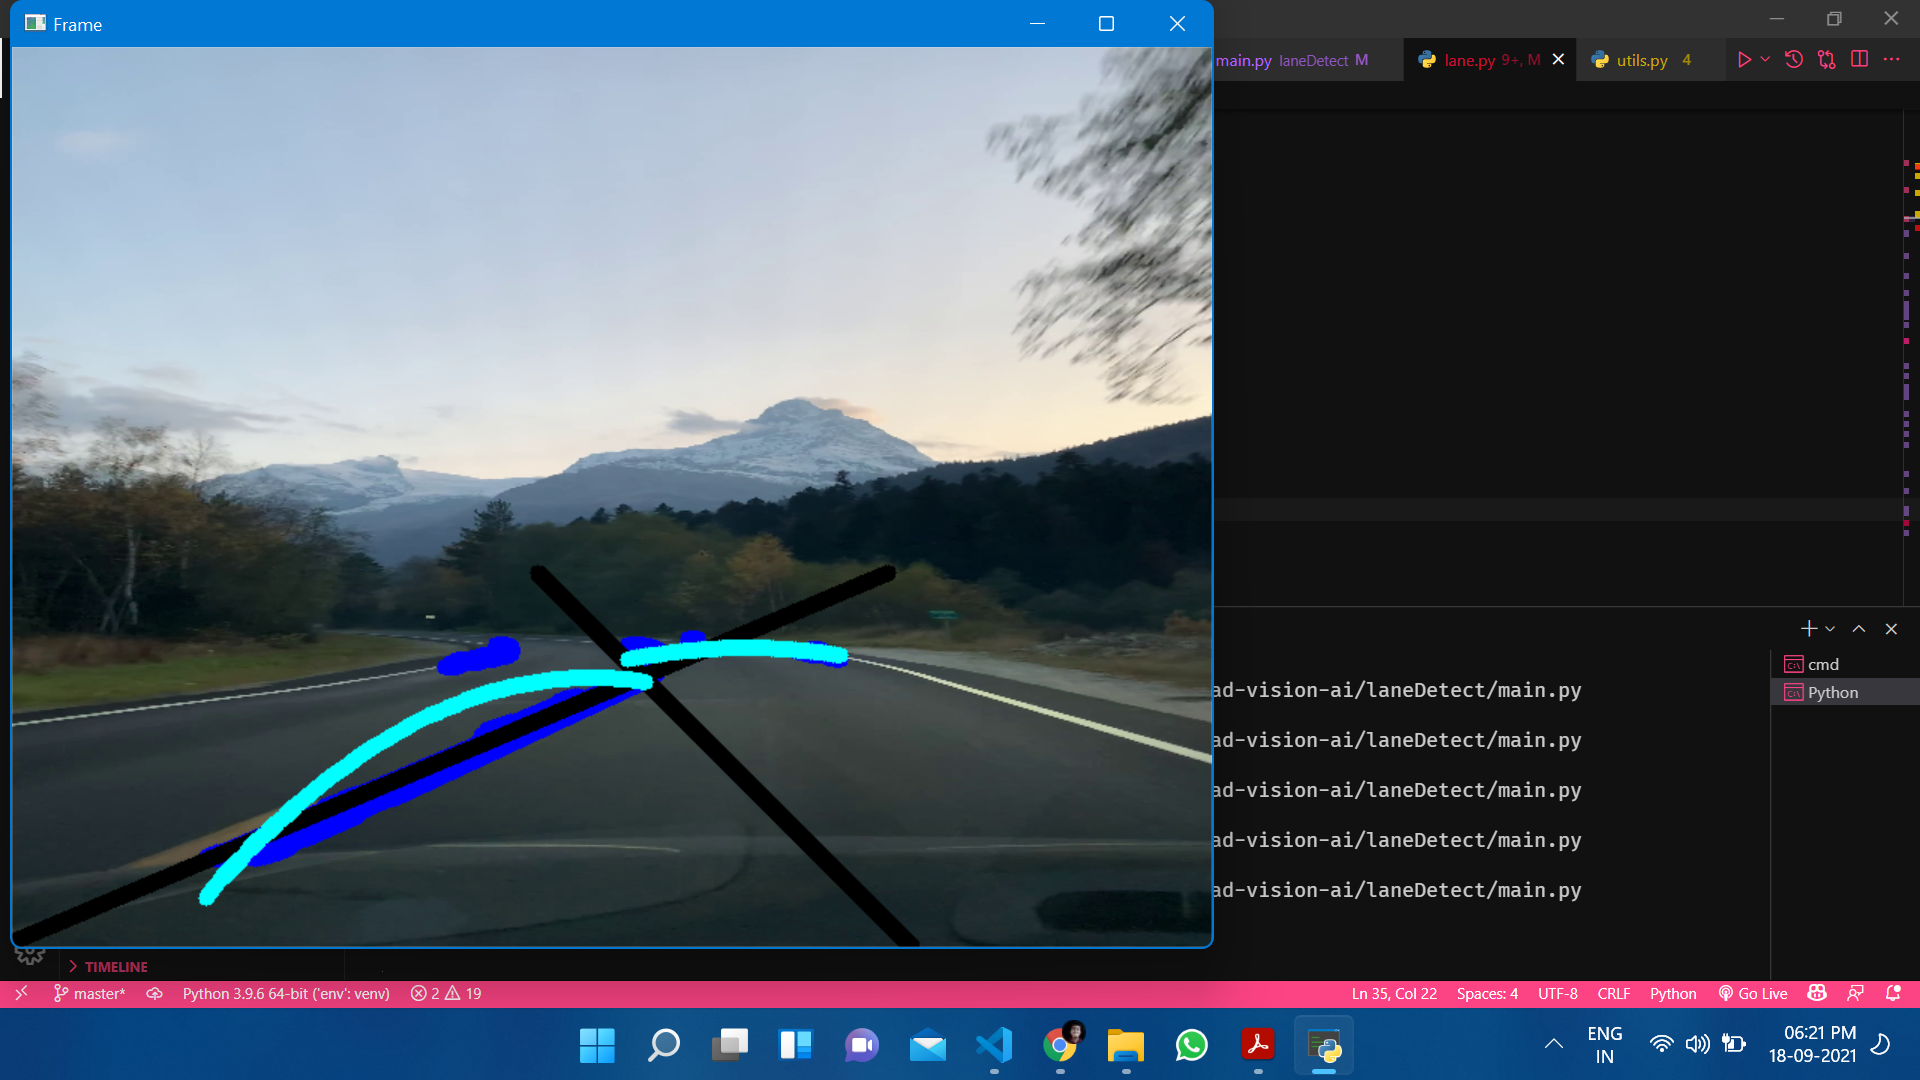 Frame
main.py laneDetect M
lane.py 9+, M
utils.py 4
cmd
Python
ad-vision-ai/laneDetect/main.py
ad-vision-ai/laneDetect/main.py
ad-vision-ai/laneDetect/main.py
ad-vision-ai/laneDetect/main.py
ad-vision-ai/laneDetect/main.py
TIMELINE
master* Python 3.9.6 64-bit ('env': venv) 2 19 Ln 35, Col 22 Spaces: 4 UTF-8 CRLF Python Go Live
ENG
IN
06:21 PM
18-09-2021